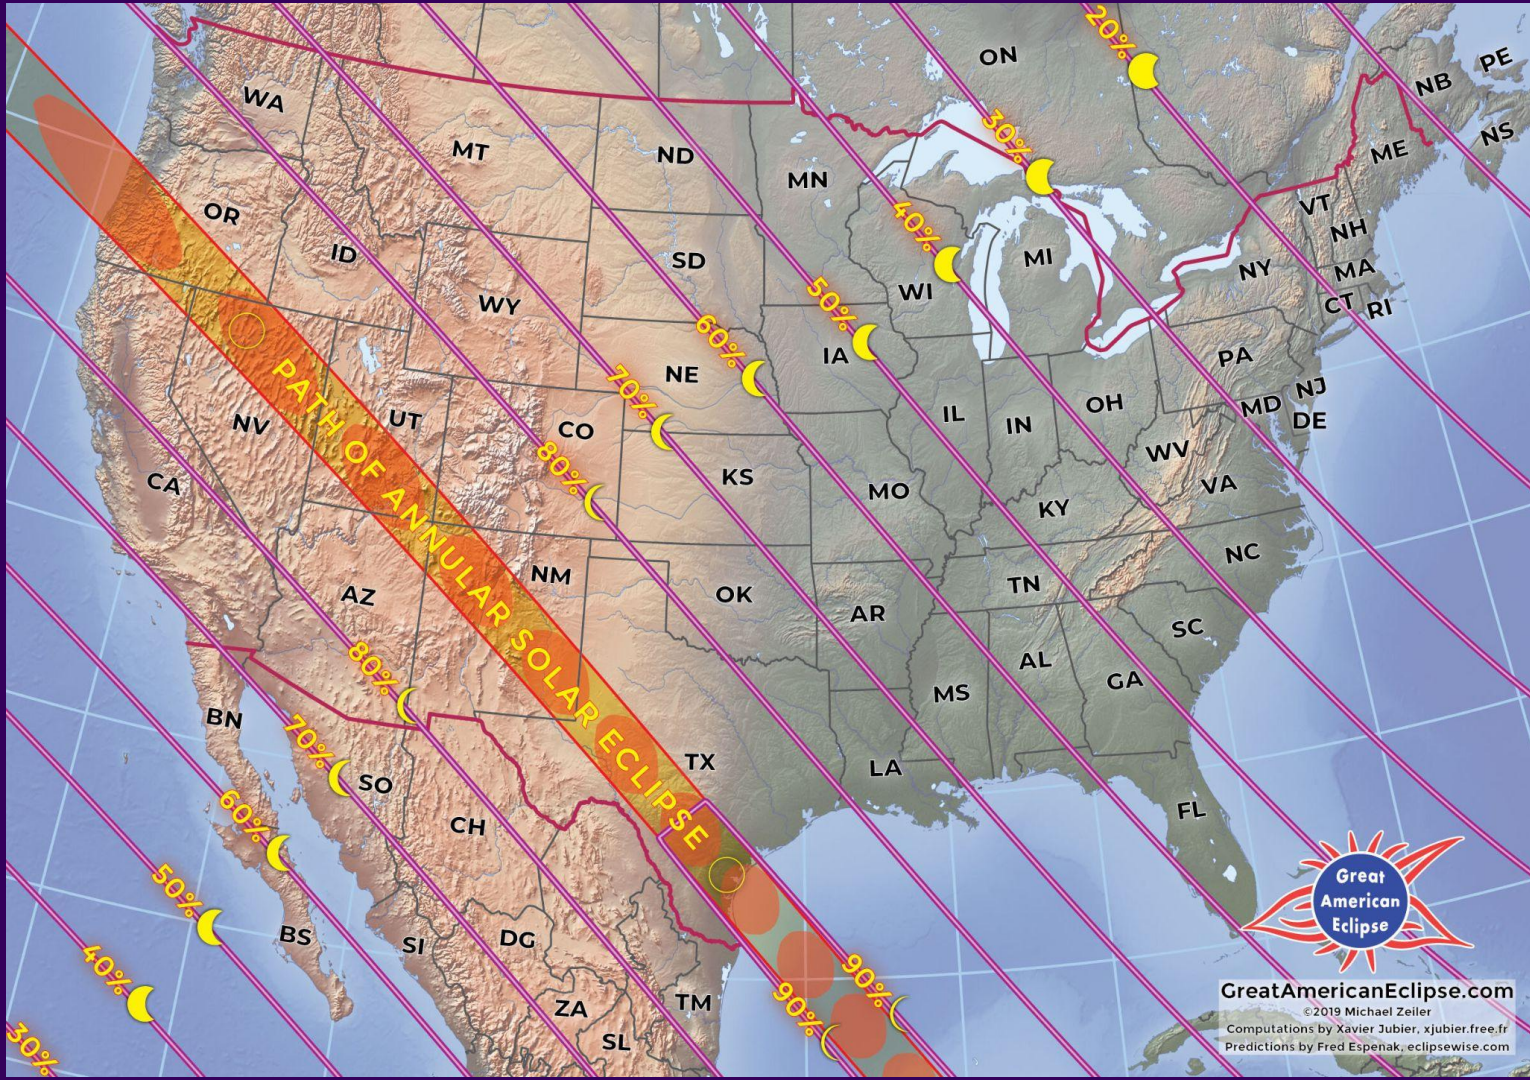 20%
ON
PE
NB
WA
30%
NS
MT
ND
ME
MN
40%
VT
OR
NH
ID
SD
MI
NY
MA
WI
50%
WY
CT
RI
60%
IA
PA
NE
70%
NJ
PATH OF ANNULAR SOLAR ECLIPSE
IL
OH
MD
DE
NV
UT
CO
IN
80%
WV
KS
CA
MO
VA
KY
NC
NM
AZ
OK
TN
AR
SC
80%
AL
MS
GA
BN
70%
TX
LA
SO
60%
CH
FL
50%
BS
SI
DG
40%
90%
90%
ZA
TM
SL
30%
Great
American
Eclipse
GreatAmericanEclipse.com
©2019 Michael Zeiler
Computations by Xavier Jubier, xjubier.free.fr
Predictions by Fred Espenak, eclipsewise.com